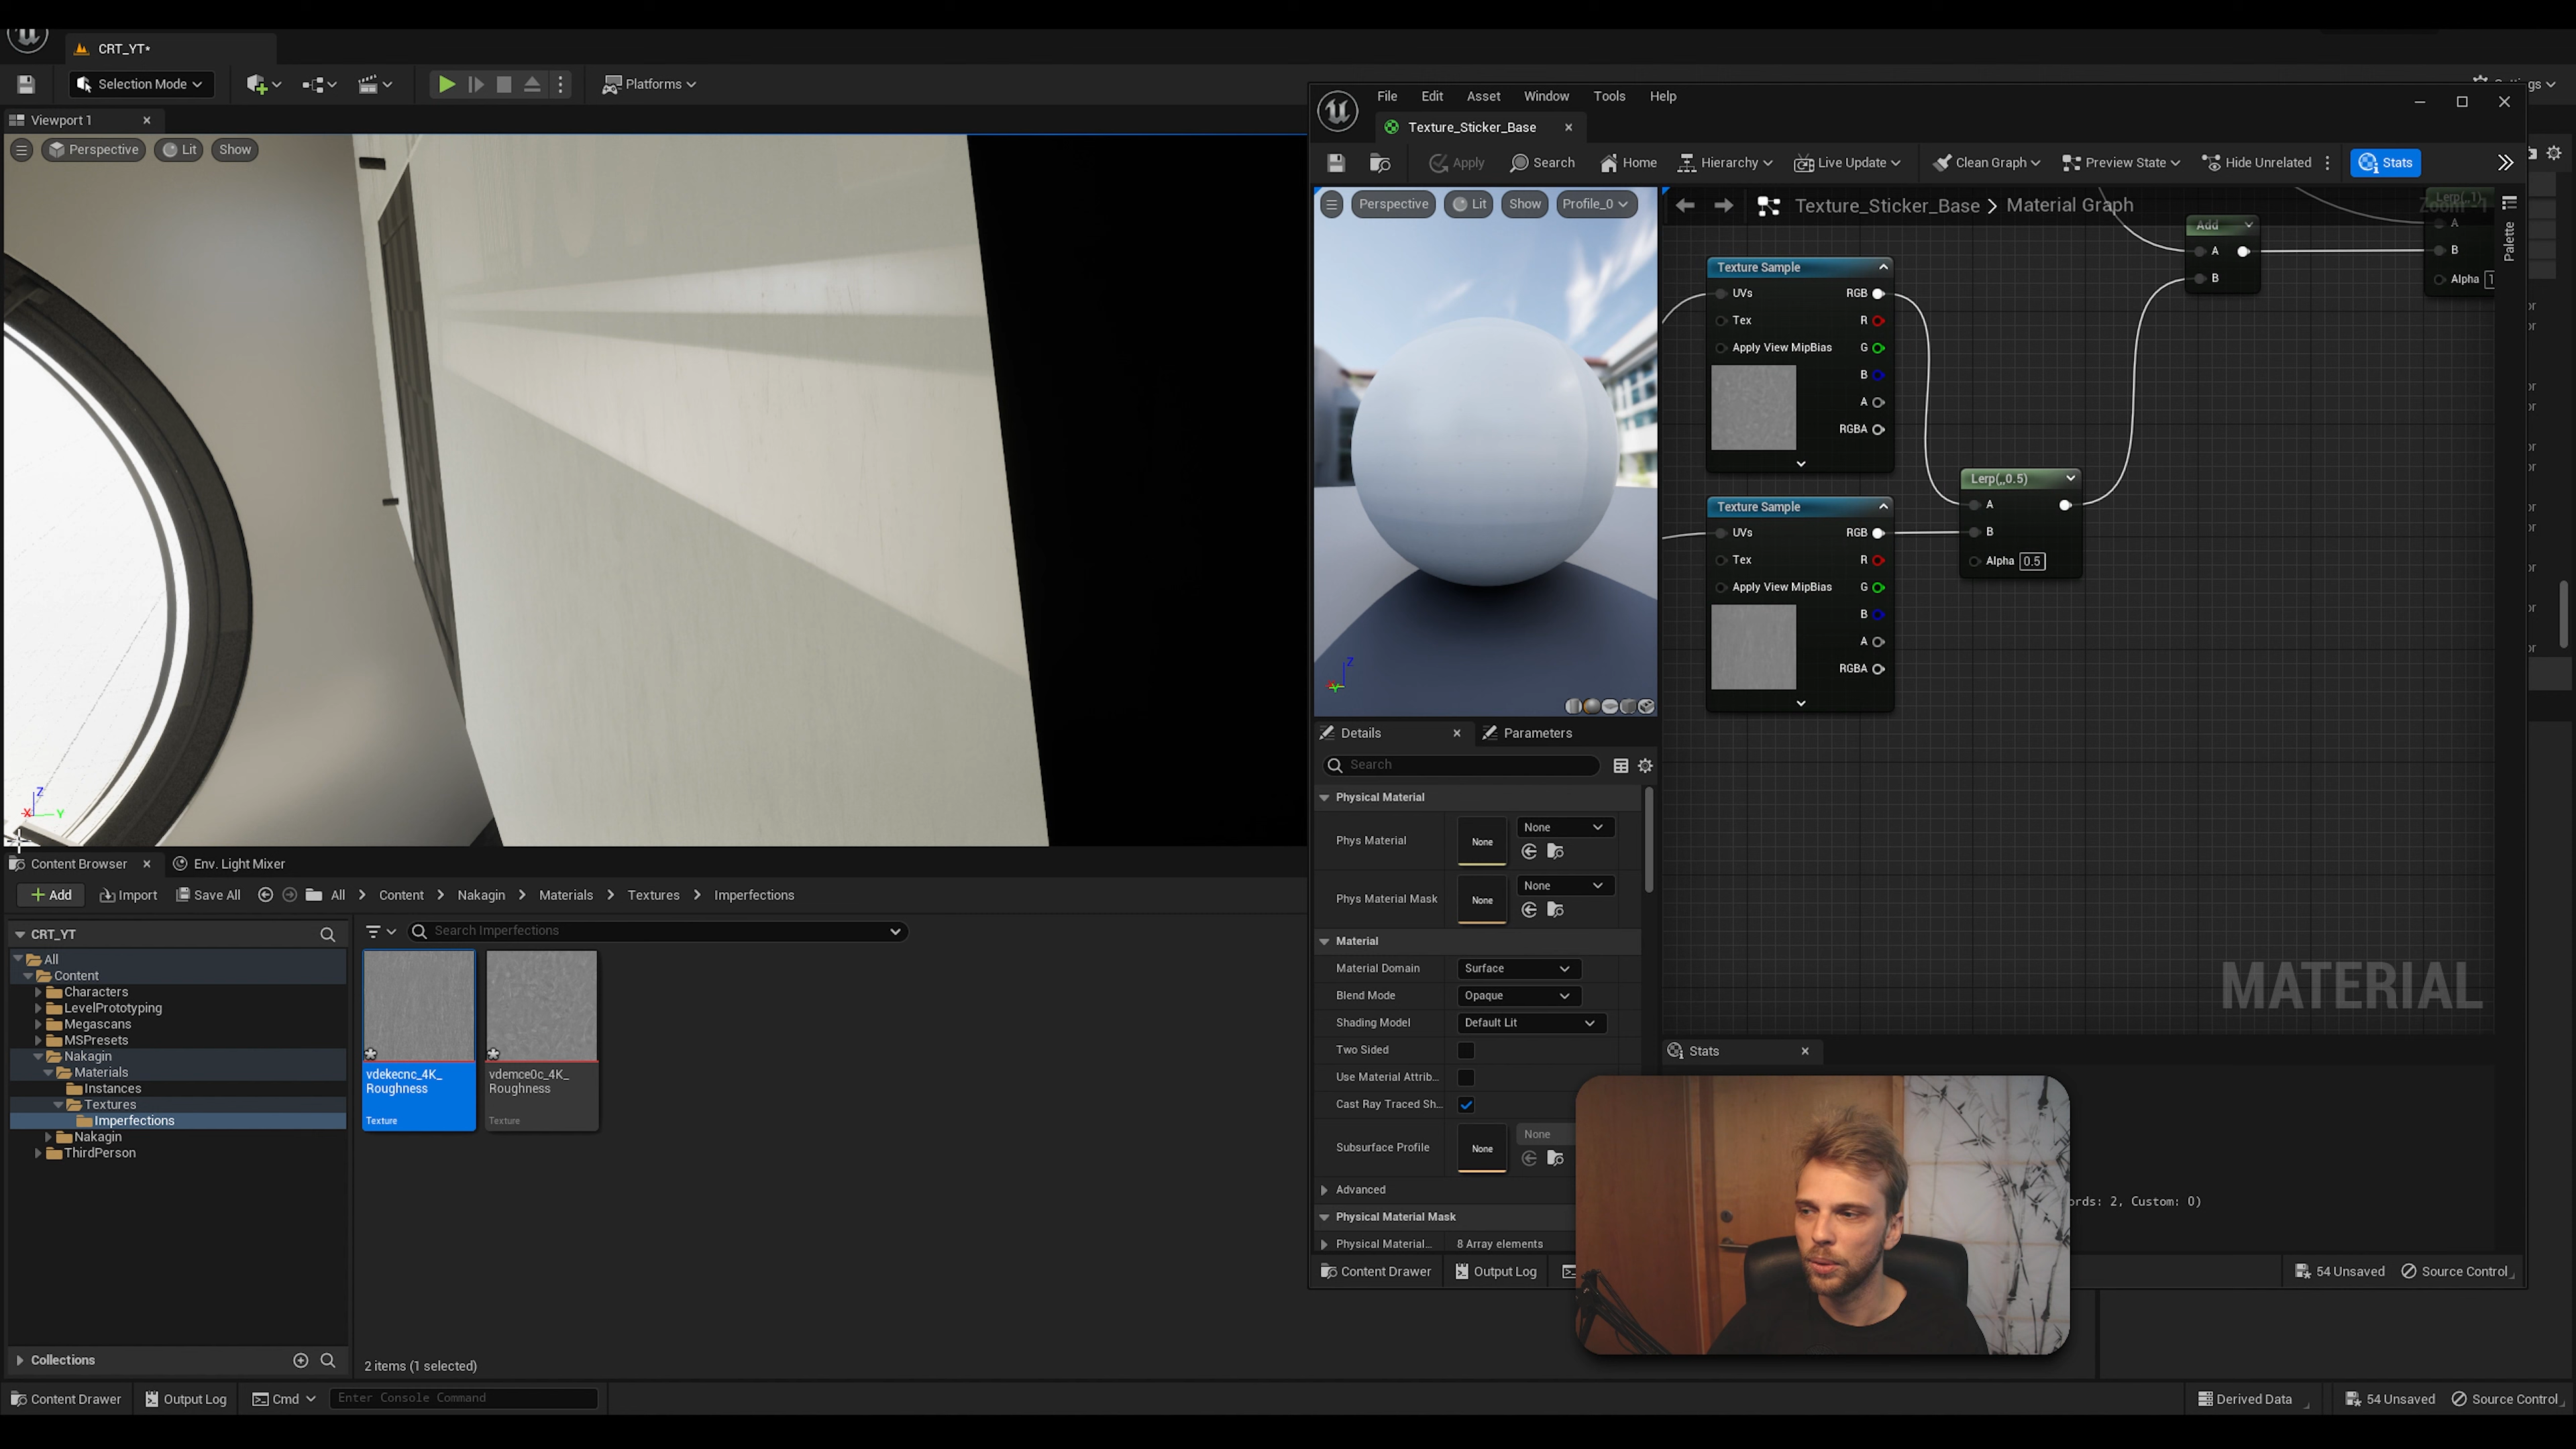 CRT_YT*
Selection Mode
Platforms
Viewport 1
Perspective
Lit
Show
File
Edit
Asset
Window
Tools
Help
Texture_Sticker_Base
Apply
Search
Home
Hierarchy
Live Update
Clean Graph
Preview State
Hide Unrelated
Stats
Perspective
Lit
Show
Profile_0
Texture_Sticker_Base > Material Graph
Palette
Texture Sample
UVs
RGB
Tex
R
Apply View MipBias
G
B
A
RGBA
Texture Sample
UVs
RGB
Tex
R
Apply View MipBias
G
B
A
RGBA
Lerp(,,0.5)
A
B
Alpha 0.5
Add
A
B
Lerp(,,1)
A
B
Alpha
MATERIAL
Z
Details
Parameters
Search
Physical Material
Phys Material
None
None
Phys Material Mask
None
None
Material
Material Domain
Surface
Blend Mode
Opaque
Shading Model
Default Lit
Two Sided
Use Material Attrib...
Cast Ray Traced Sh...
Subsurface Profile
None
None
Advanced
Physical Material Mask
Physical Material...
8 Array elements
Stats
ords: 2, Custom: 0)
Content Drawer
Output Log
54 Unsaved
Source Control
Z
X
Y
Content Browser
Env. Light Mixer
Add
Import
Save All
All > Content > Nakagin > Materials > Textures > Imperfections
CRT_YT
Search Imperfections
All
Content
Characters
LevelPrototyping
Megascans
MSPresets
Nakagin
Materials
Instances
Textures
Imperfections
Nakagin
ThirdPerson
vdekecnc_4K_
Roughness
Texture
vdemce0c_4K_
Roughness
Texture
Collections
2 items (1 selected)
Content Drawer
Output Log
Cmd
Enter Console Command
Derived Data
54 Unsaved
Source Control